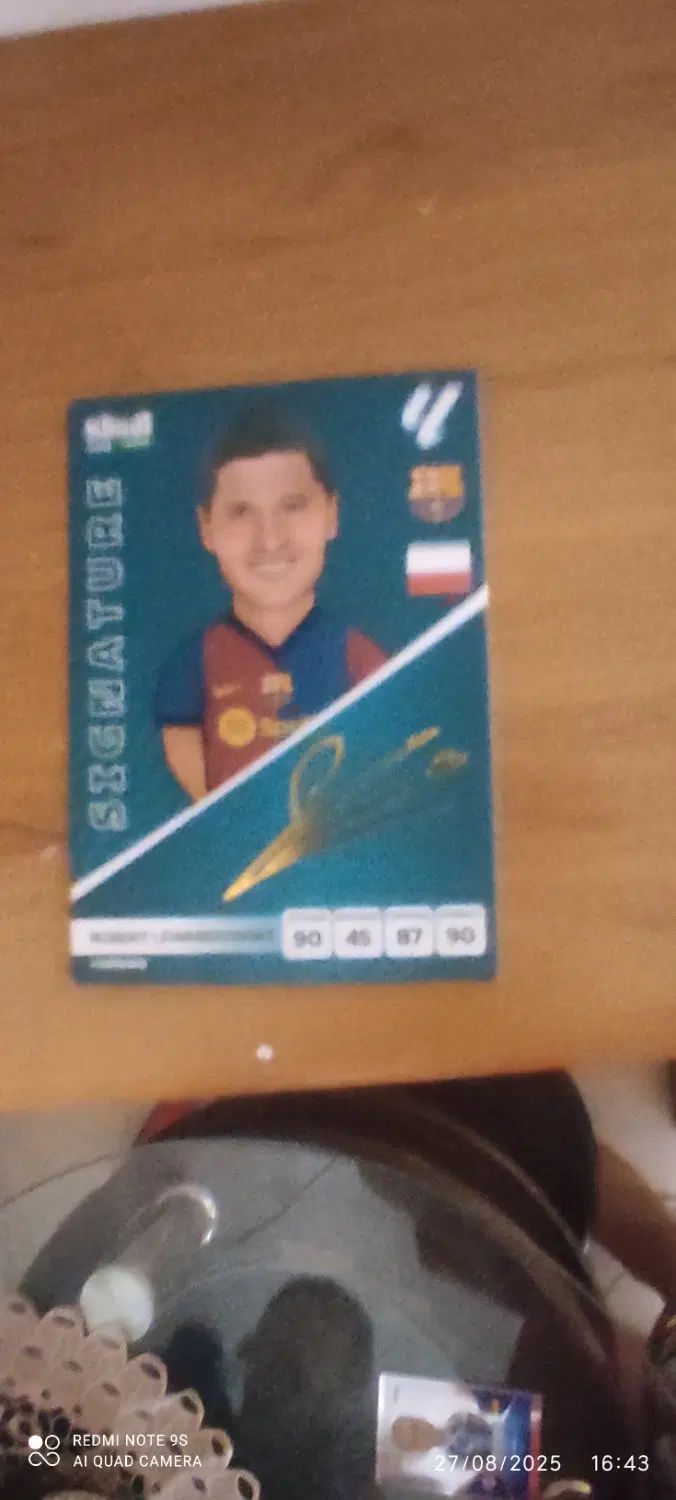 SIGNATURE
ROBERT LEWANDOWSKI
90 45 87 90
REDMI NOTE 9S
AI QUAD CAMERA
27/08/2025 16:43